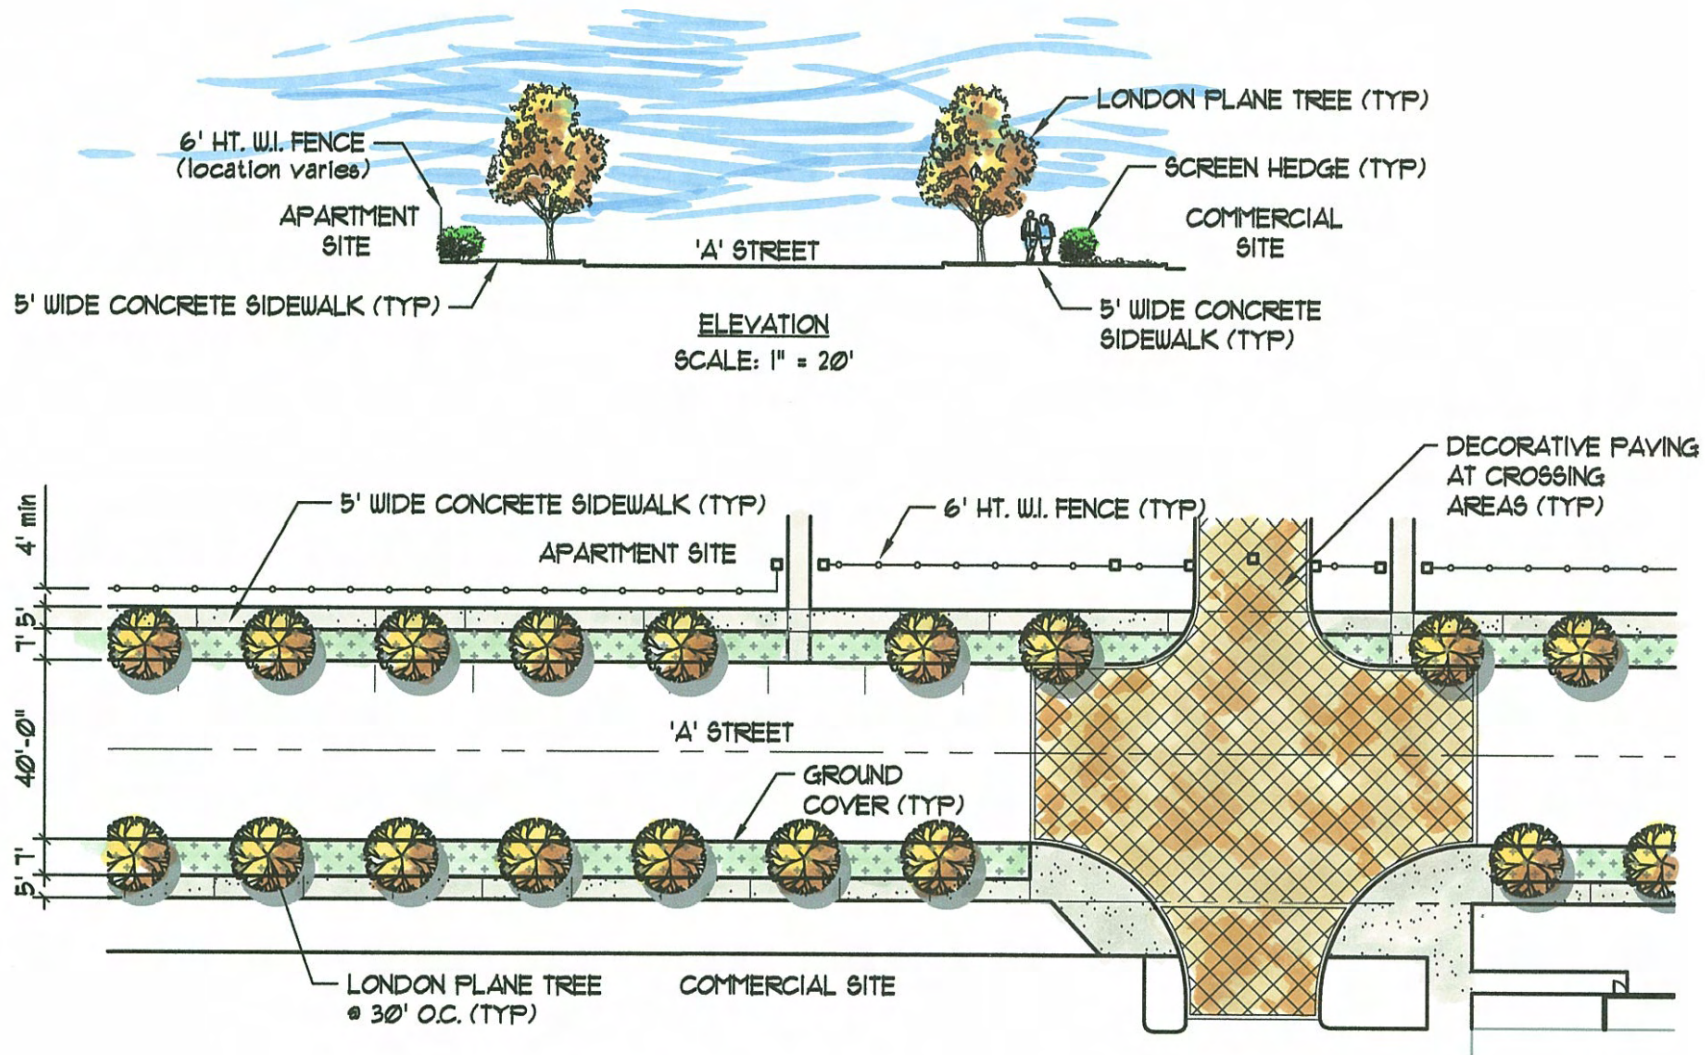 LONDON PLANE TREE (TYP)
6' HT. W.I. FENCE
(location varies)
SCREEN HEDGE (TYP)
APARTMENT
SITE
COMMERCIAL
SITE
'A' STREET
5' WIDE CONCRETE SIDEWALK (TYP)
5' WIDE CONCRETE
SIDEWALK (TYP)
ELEVATION
SCALE: 1" = 20'
DECORATIVE PAVING
AT CROSSING
AREAS (TYP)
5' WIDE CONCRETE SIDEWALK (TYP)
6' HT. W.I. FENCE (TYP)
APARTMENT SITE
4' min
5'
7'
40'-0"
7'
5'
'A' STREET
GROUND
COVER (TYP)
LONDON PLANE TREE
@ 30' O.C. (TYP)
COMMERCIAL SITE